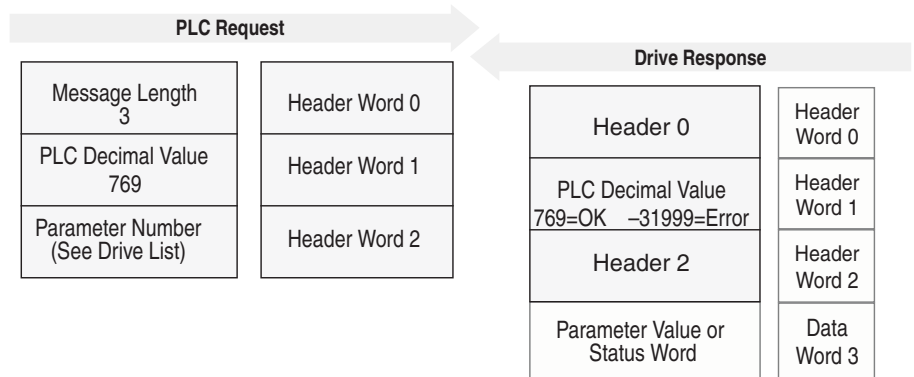 PLC Request
Drive Response
Message Length
3
Header Word 0
PLC Decimal Value
769
Header Word 1
Parameter Number
(See Drive List)
Header Word 2
Header 0
Header
Word 0
PLC Decimal Value
769=OK –31999=Error
Header
Word 1
Header 2
Header
Word 2
Parameter Value or
Status Word
Data
Word 3